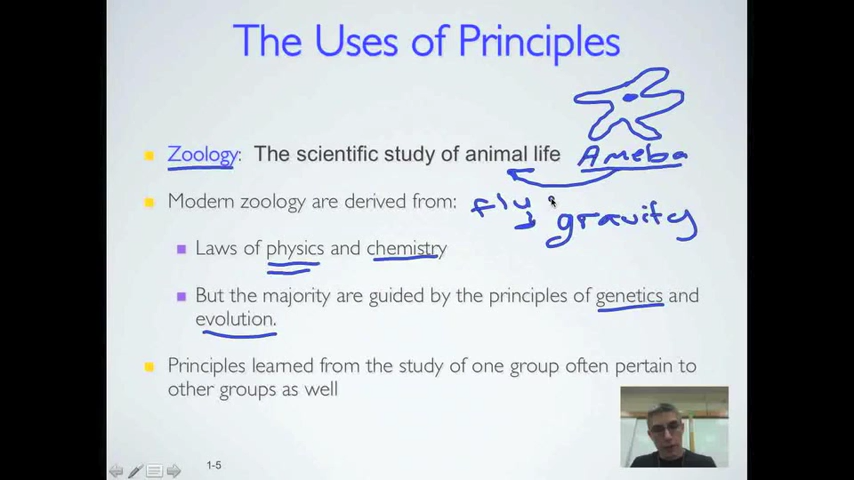 The Uses of Principles
Zoology: The scientific study of animal life Ameba
Modern zoology are derived from: fly gravity
Laws of physics and chemistry
But the majority are guided by the principles of genetics and
evolution.
Principles learned from the study of one group often pertain to
other groups as well
1-5